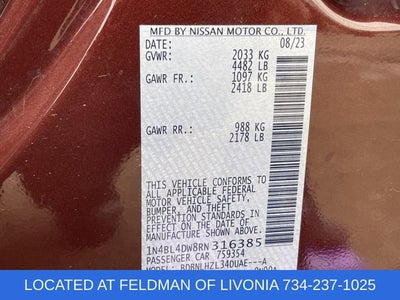 MFD BY NISSAN MOTOR CO., LTD.
DATE: 08/23
GVWR: 2033 KG
4482 LB
GAWR FR.: 1097 KG
2418 LB
GAWR RR.: 988 KG
2178 LB
THIS VEHICLE CONFORMS TO
ALL APPLICABLE FEDERAL
MOTOR VEHICLE SAFETY,
BUMPER, AND THEFT
PREVENTION STANDARDS IN
EFFECT ON THE DATE OF
MANUFACTURE SHOWN ABOVE.
1N4BL4DW8RN316385
PASSENGER CAR 759354
MODEL: BDRNLHZL34UAE---A
LOCATED AT FELDMAN OF LIVONIA 734-237-1025